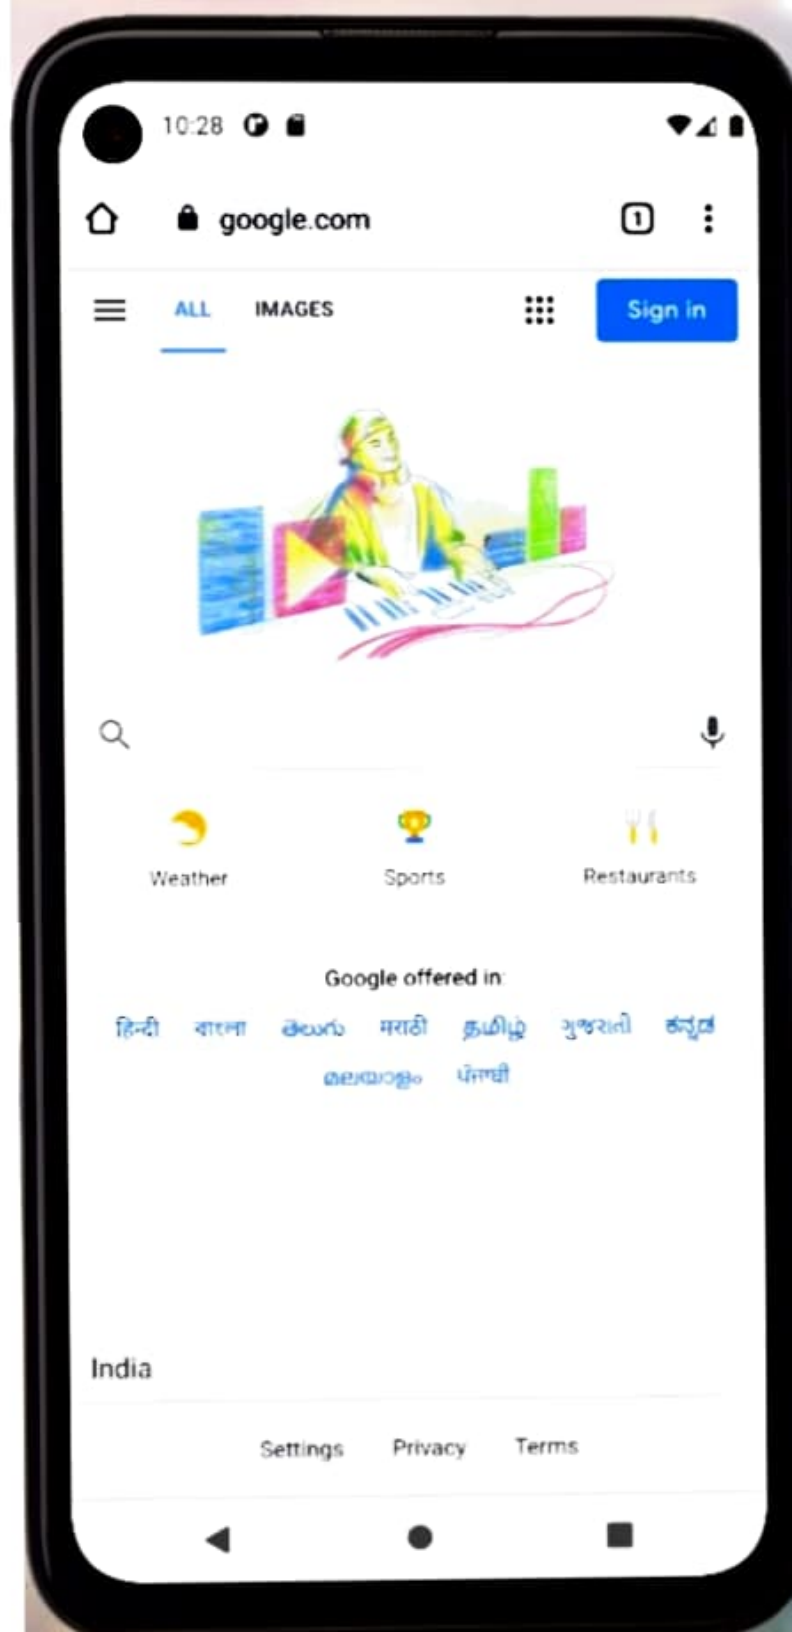 10:28
google.com 1
ALL IMAGES Sign in
Weather Sports Restaurants
Google offered in:
हिन्दी বাংলা తెలుగు मराठी தமிழ் ગુજરાતી ಕನ್ನಡ
മലയാളം ਪੰਜਾਬੀ
India
Settings Privacy Terms